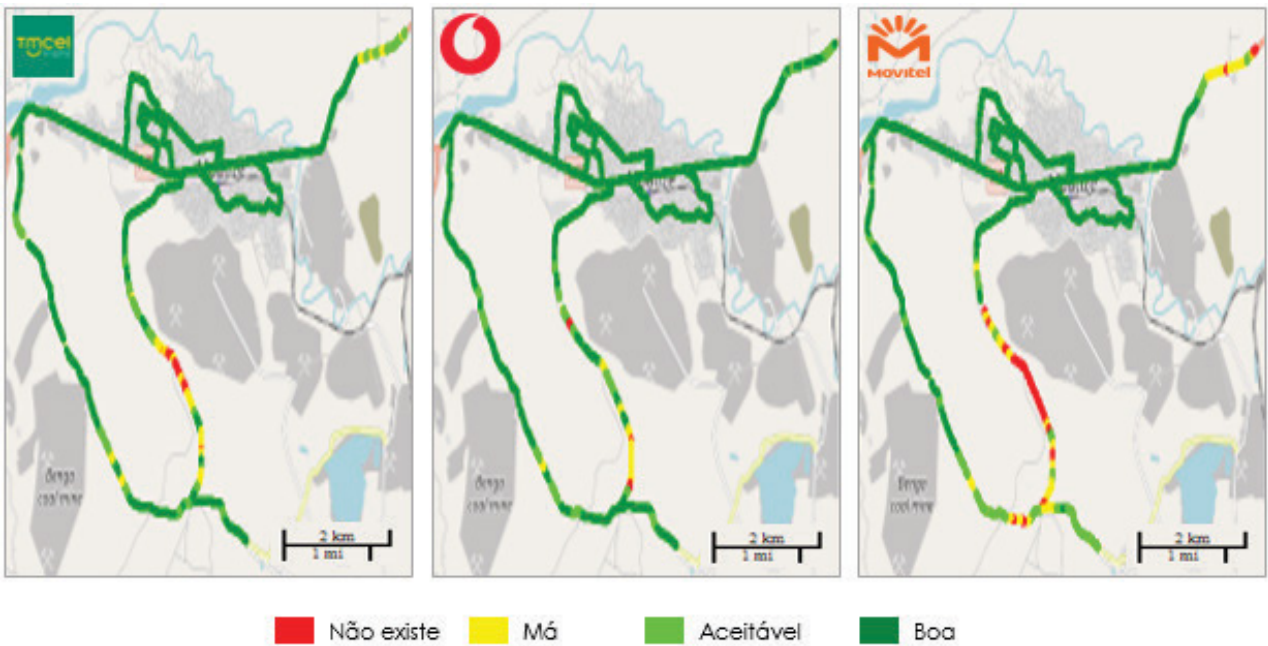 Tmcel
MOVITEL
Benga
coal mine
2 km
1 mi
Benga
coal mine
2 km
1 mi
Benga
coal mine
2 km
1 mi
Não existe
Má
Aceitável
Boa